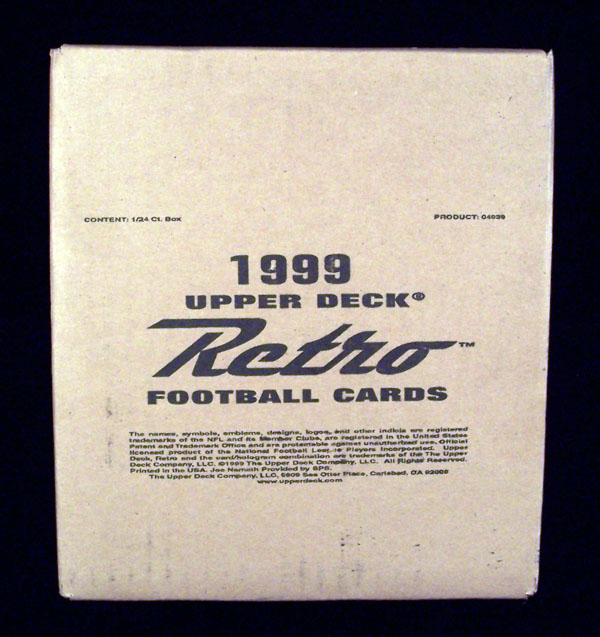 CONTENT: 1/24 Ct. Box
PRODUCT: 04939
1999
UPPER DECK®
Retro™
FOOTBALL CARDS
The names, symbols, emblems, designs, logos, and other indicia are registered
trademarks of the NFL and its Member Clubs, are registered in the United States
Patent and Trademark Office and are protectable against unauthorized use. Official
licensed product of the National Football League Players Incorporated. Upper
Deck, Retro and the card/hologram combination are trademarks of The Upper
Deck Company, LLC. ©1999 The Upper Deck Company, LLC. All Rights Reserved.
Printed in the USA. Joe Namath Provided by SPS.
The Upper Deck Company, LLC, 5909 Sea Otter Place, Carlsbad, CA 92008
www.upperdeck.com